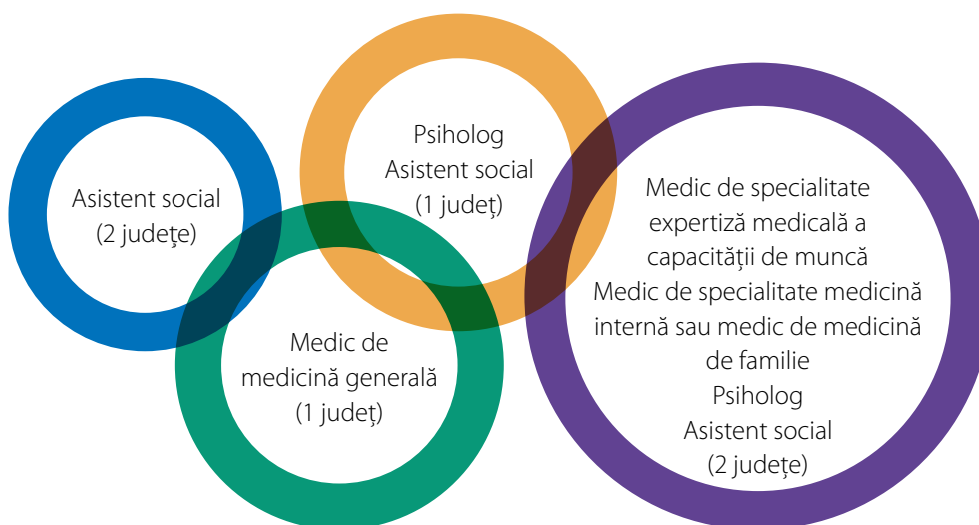 Asistent social
(2 județe)
Psiholog
Asistent social
(1 județ)
Medic de
medicină generală
(1 județ)
Medic de specialitate
expertiză medicală a
capacității de muncă
Medic de specialitate medicină
internă sau medic de medicină
de familie
Psiholog
Asistent social
(2 județe)